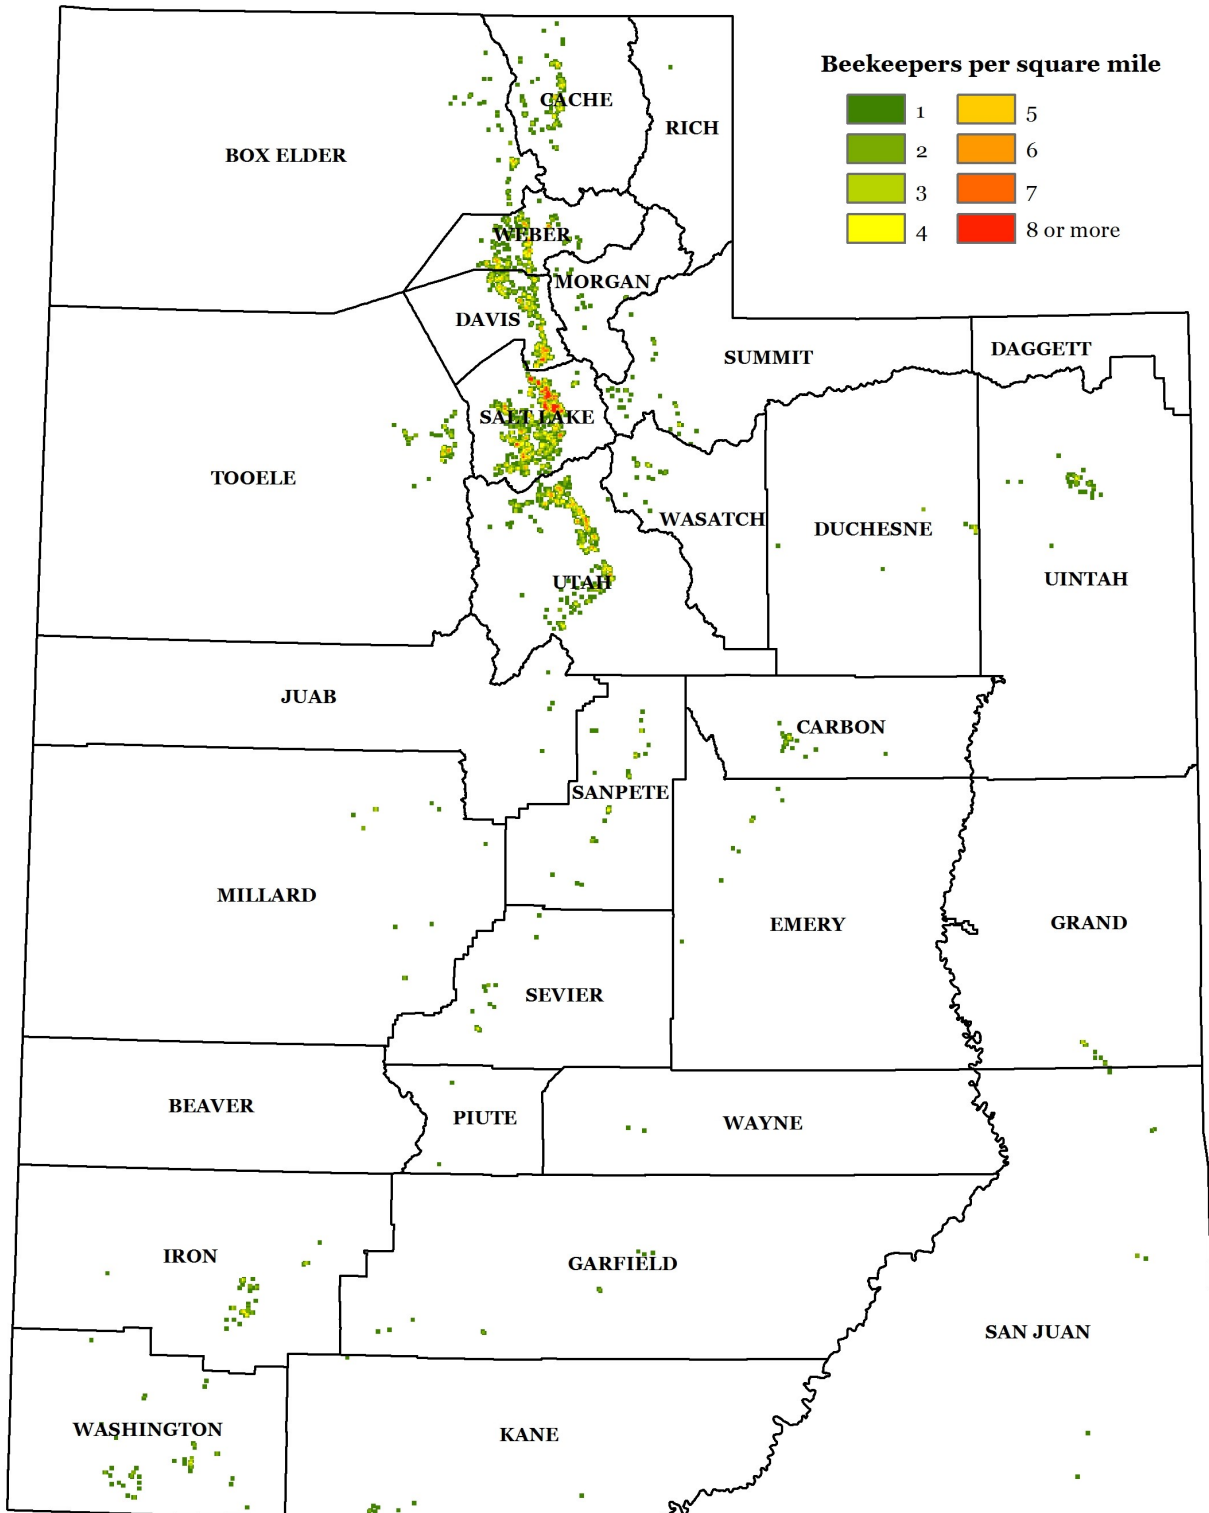 Beekeepers per square mile
1
5
2
6
3
7
4
8 or more
CACHE
RICH
BOX ELDER
WEBER
MORGAN
DAVIS
SUMMIT
DAGGETT
SALT LAKE
TOOELE
WASATCH
DUCHESNE
UINTAH
UTAH
JUAB
CARBON
SANPETE
MILLARD
EMERY
GRAND
SEVIER
BEAVER
PIUTE
WAYNE
IRON
GARFIELD
SAN JUAN
WASHINGTON
KANE